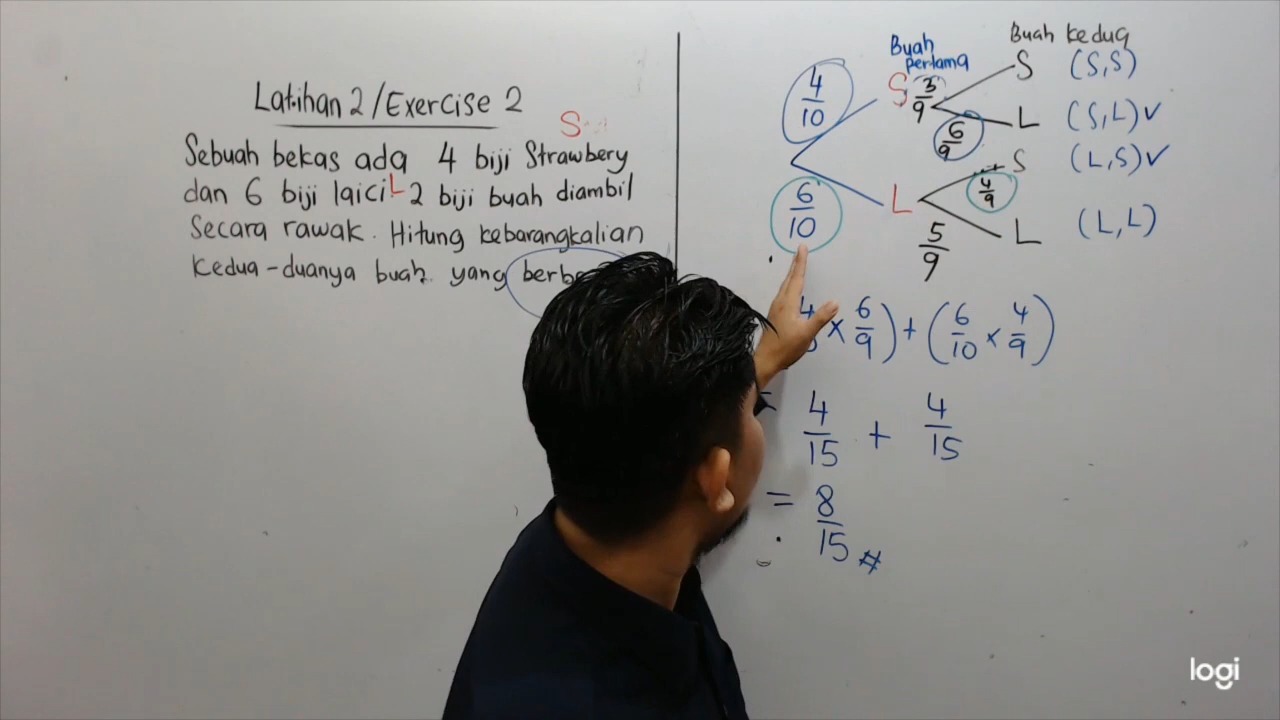 Latihan 2/Exercise 2
S
Sebuah bekas ada 4 biji Strawbery
dan 6 biji laici L 2 biji buah diambil
Secara rawak. Hitung kebarangkalian
Kedua-duanya buah yang
Buah pertama
Buah kedua
4/10 S 3/9 S (S,S)
6/9 L (S,L) ✓
6/10 L 4/9 S (L,S) ✓
5/9 L (L,L)
× 6/9) + (6/10 × 4/9)
= 4/15 + 4/15
= 8/15 #
logi